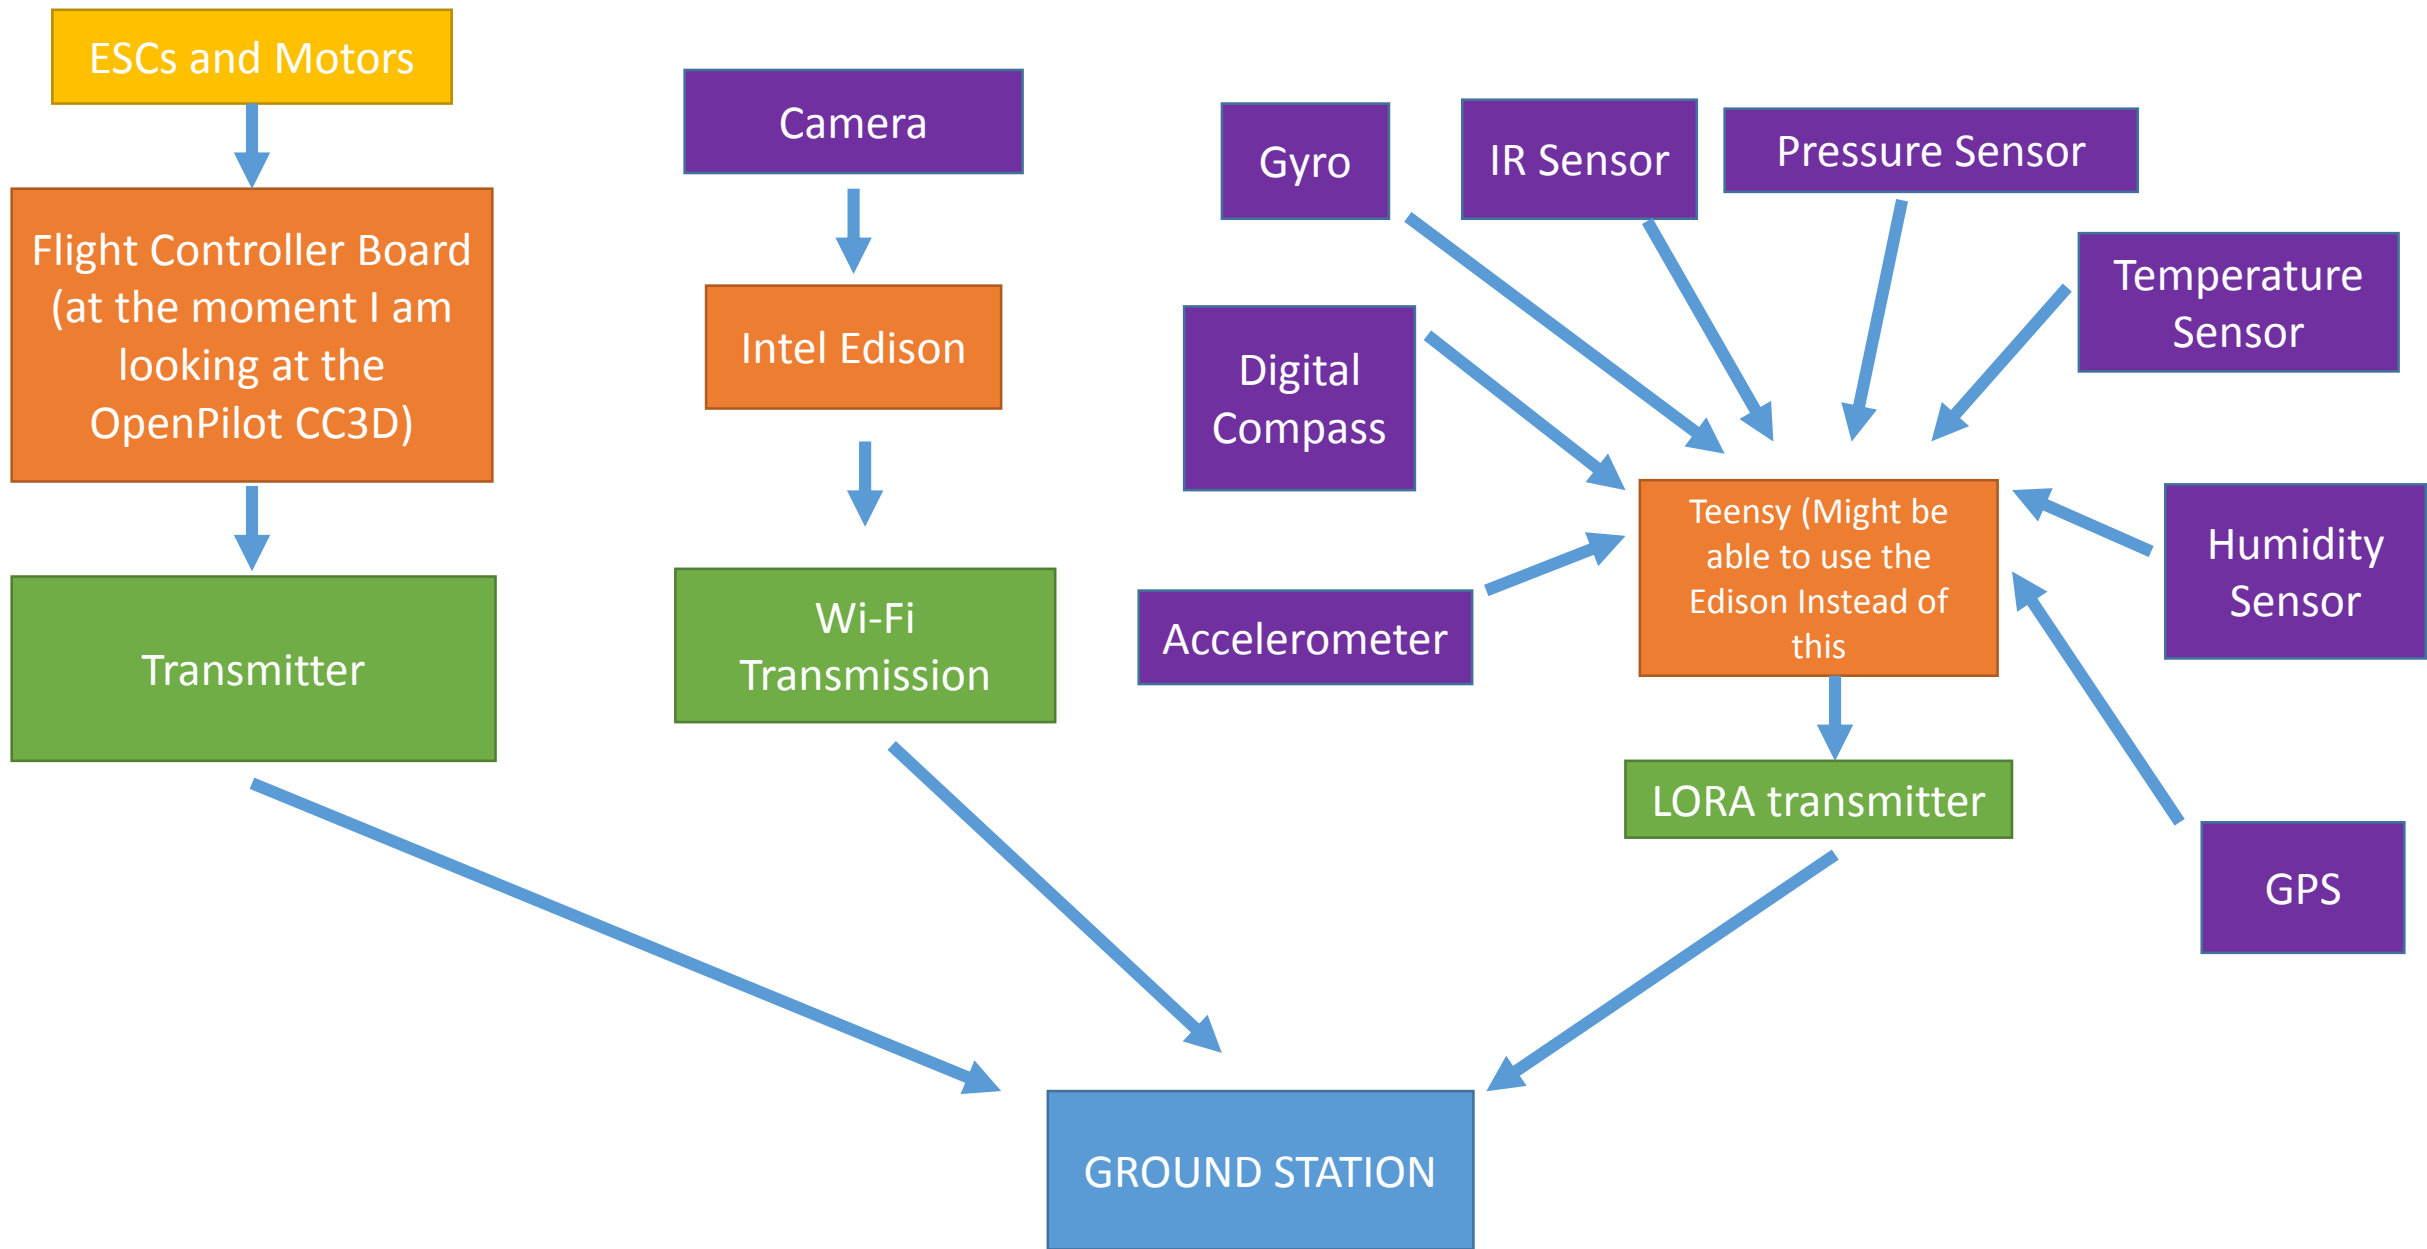 ESCs and Motors
Flight Controller Board
(at the moment I am
looking at the
OpenPilot CC3D)
Transmitter
Camera
Intel Edison
Wi-Fi
Transmission
Gyro
IR Sensor
Pressure Sensor
Temperature
Sensor
Digital
Compass
Accelerometer
Teensy (Might be
able to use the
Edison Instead of
this
Humidity
Sensor
LORA transmitter
GPS
GROUND STATION